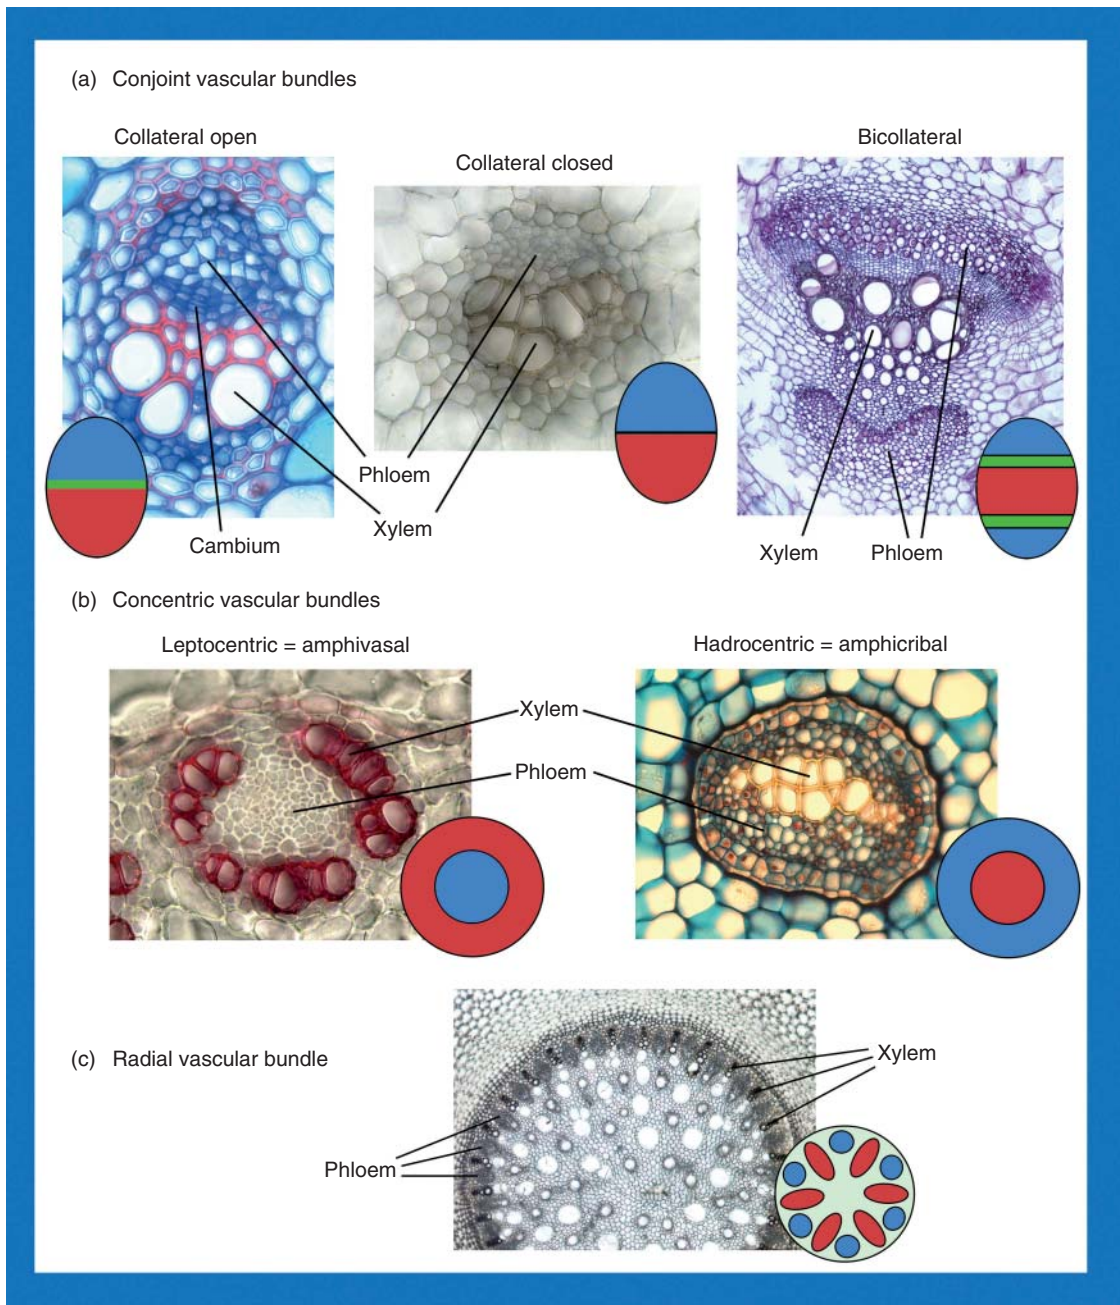 (a) Conjoint vascular bundles
Collateral open
Collateral closed
Bicollateral
Phloem
Xylem
Cambium
Xylem
Phloem
(b) Concentric vascular bundles
Leptocentric = amphivasal
Hadrocentric = amphicribal
Xylem
Phloem
(c) Radial vascular bundle
Xylem
Phloem